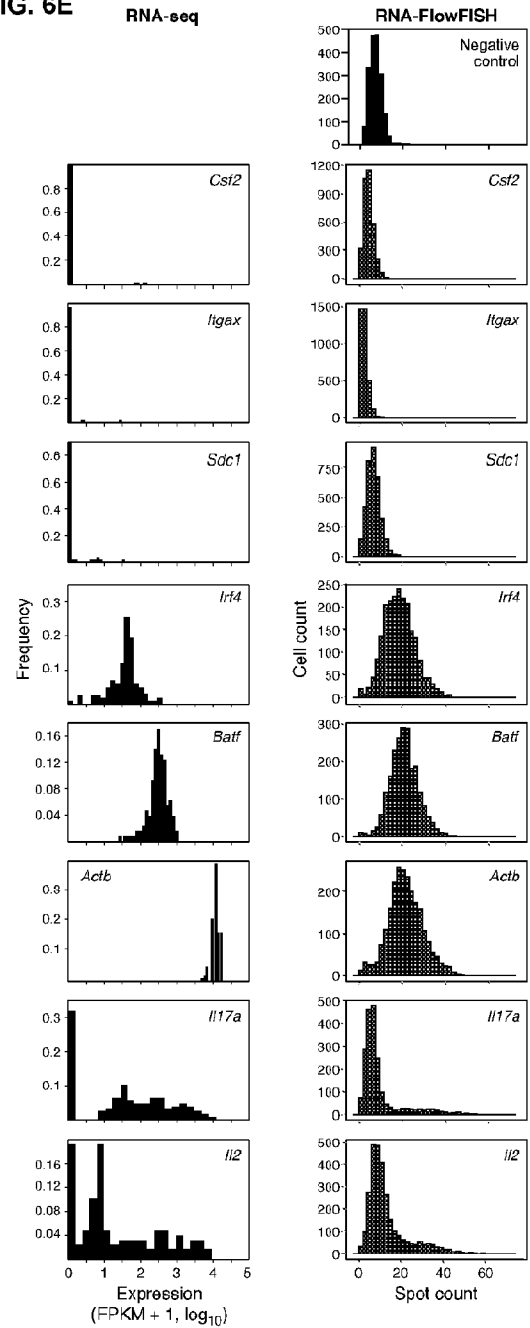 IG. 6E
RNA-seq
RNA-FlowFISH
Negative
control
500
400
300
200
100
0
Csf2
0.8
0.6
0.4
0.2
Csf2
1200
900
600
300
0
Itgax
0.8
0.6
0.4
0.2
Itgax
1500
1000
500
0
Sdc1
0.8
0.6
0.4
0.2
Sdc1
750
500
250
0
Frequency
Irf4
0.3
0.2
0.1
Cell count
Irf4
250
200
150
100
50
0
Batf
0.16
0.12
0.08
0.04
Batf
300
200
100
0
Actb
0.3
0.2
0.1
Actb
200
100
0
Il17a
0.3
0.2
0.1
Il17a
500
400
300
200
100
0
Il2
0.16
0.12
0.08
0.04
Il2
500
400
300
200
100
0
0 1 2 3 4 5
0 20 40 60
Expression
(FPKM + 1, log10)
Spot count